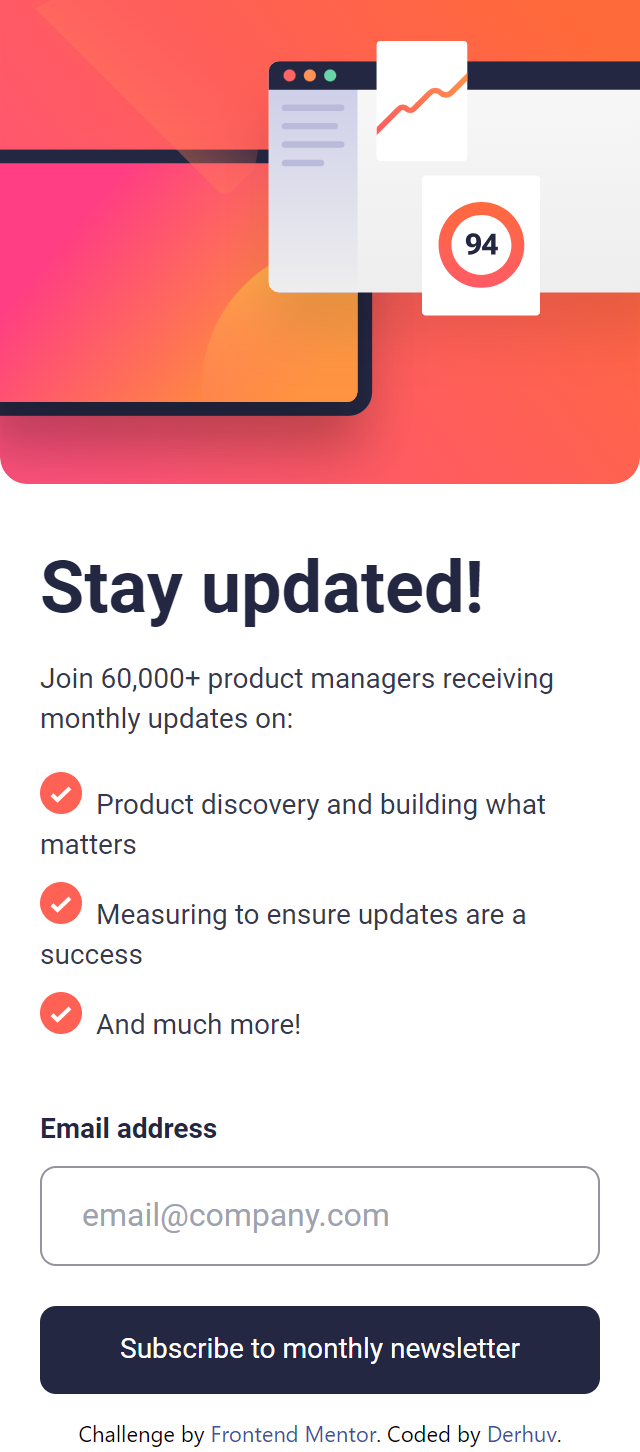 94
Stay updated!
Join 60,000+ product managers receiving
monthly updates on:
Product discovery and building what
matters
Measuring to ensure updates are a
success
And much more!
Email address
email@company.com
Subscribe to monthly newsletter
Challenge by Frontend Mentor. Coded by Derhuv.